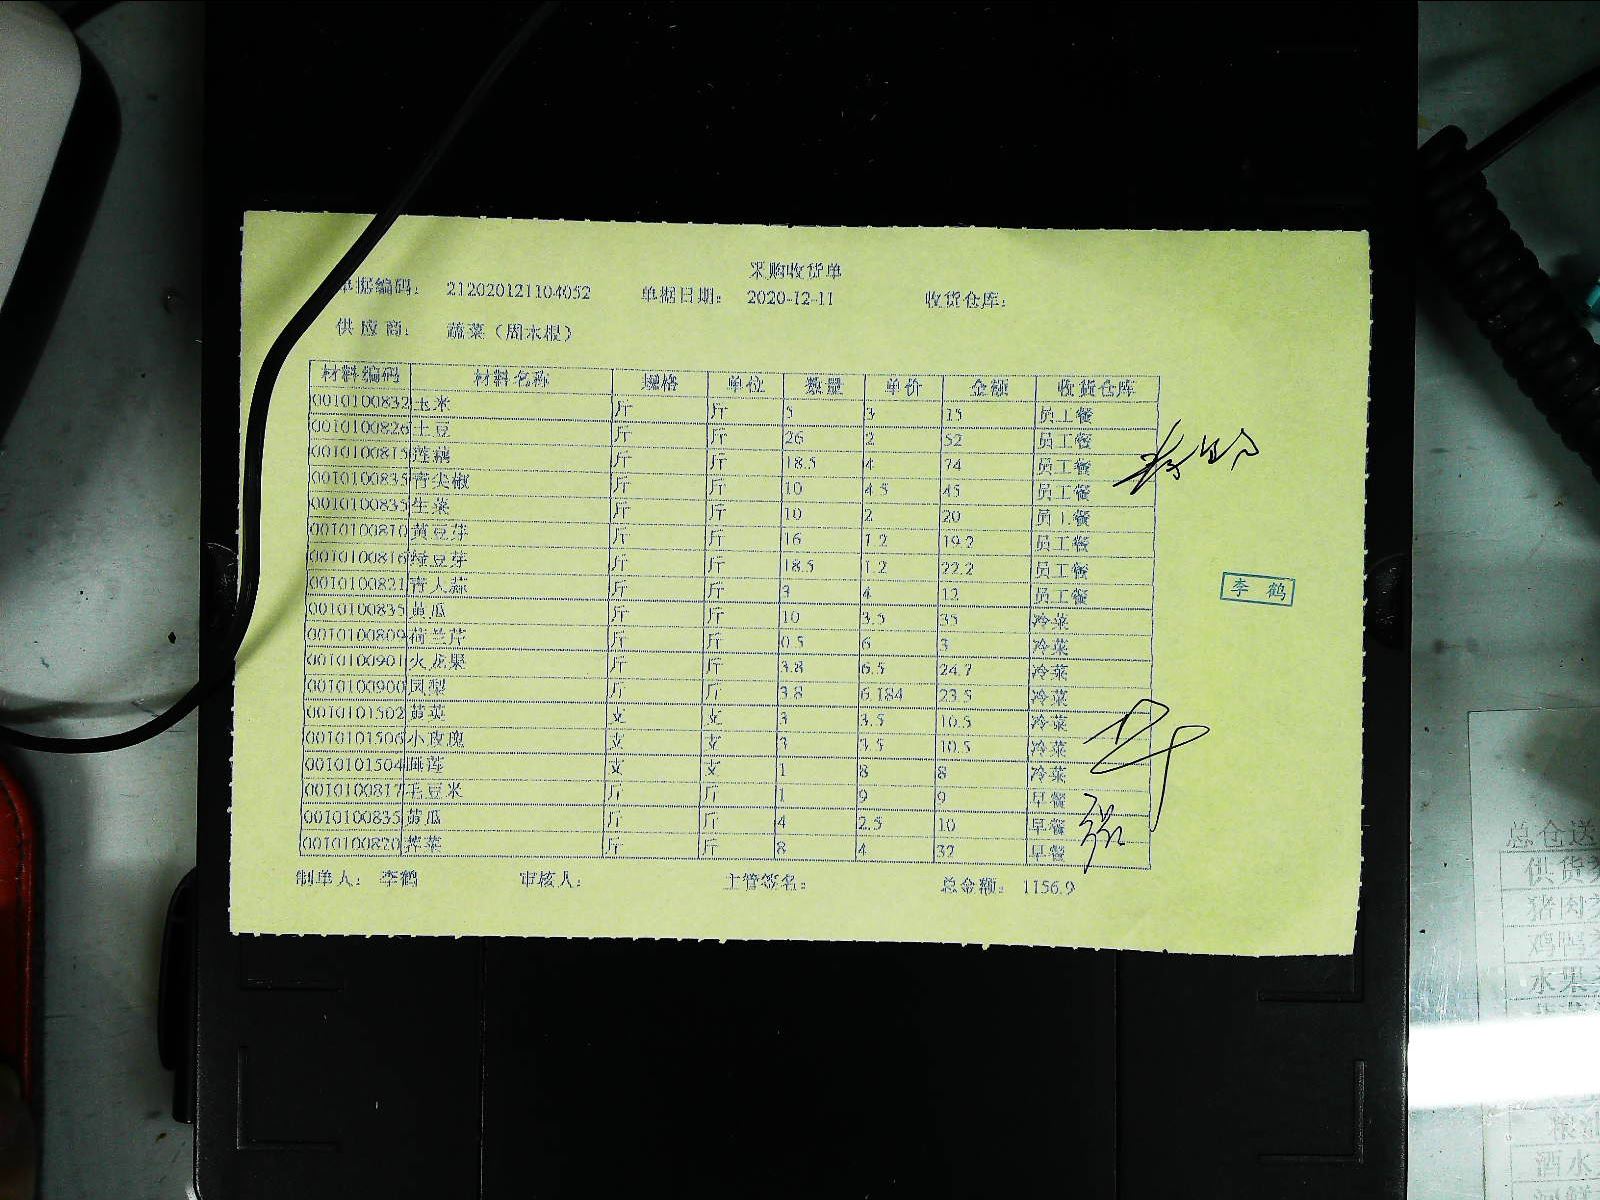 采购收货单
单据编码： 212020121104052 单据日期： 2020-12-11 收货仓库：
供应商： 蔬菜（周木根）
材料编码 材料名称 规格 单位 数量 单价 金额 收货仓库
0010100832 玉米 斤 斤 5 3 15 员工餐
0010100826 土豆 斤 斤 26 2 52 员工餐
0010100815 莲藕 斤 斤 18.5 4 74 员工餐
0010100835 青尖椒 斤 斤 10 4.5 45 员工餐
0010100835 生菜 斤 斤 10 2 20 员工餐
0010100810 黄豆芽 斤 斤 16 1.2 19.2 员工餐
0010100816 绿豆芽 斤 斤 18.5 1.2 22.2 员工餐
0010100821 青大蒜 斤 斤 3 4 12 员工餐
0010100835 黄瓜 斤 斤 10 3.5 35 冷菜
0010100809 荷兰芹 斤 斤 0.5 6 3 冷菜
0010100901 火龙果 斤 斤 3.8 6.5 24.7 冷菜
0010100900 凤梨 斤 斤 3.8 6.184 23.5 冷菜
0010101502 黄英 支 支 3 3.5 10.5 冷菜
0010101506 小玫瑰 支 支 3 3.5 10.5 冷菜
0010101504 睡莲 支 支 1 8 8 冷菜
0010100817 毛豆米 斤 斤 1 9 9 早餐
0010100835 黄瓜 斤 斤 4 2.5 10 早餐
0010100820 荠菜 斤 斤 8 4 32 早餐
制单人： 李鹤 审核人： 主管签名： 总金额： 1156.9
李鹤
总仓送
供货
猪肉
鸡鸭
水果
酒水